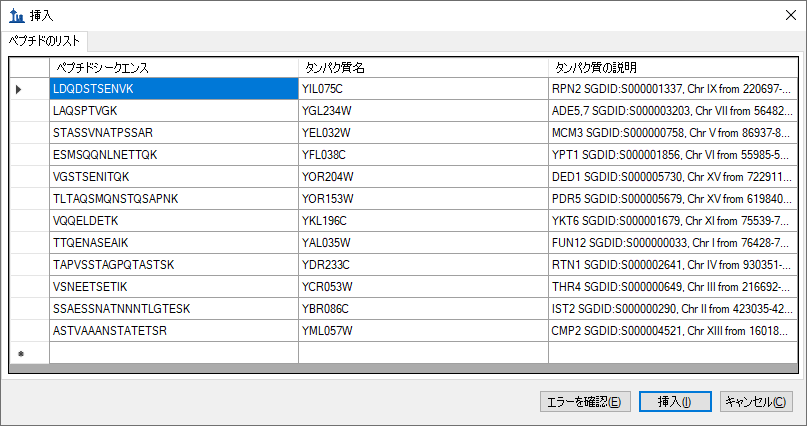 挿入
ペプチドのリスト
ペプチドシークエンス タンパク質名 タンパク質の説明
LDQDSTSENVK YIL075C RPN2 SGDID:S000001337, Chr IX from 220697-...
LAQSPTVGK YGL234W ADE5,7 SGDID:S000003203, Chr VII from 56482...
STASSVNATPSSAR YEL032W MCM3 SGDID:S000000758, Chr V from 86937-8...
ESMSQQNLNETTQK YFL038C YPT1 SGDID:S000001856, Chr VI from 55985-5...
VGSTSENITQK YOR204W DED1 SGDID:S000005730, Chr XV from 722911...
TLTAQSMQNSTQSAPNK YOR153W PDR5 SGDID:S000005679, Chr XV from 619840...
VQQELDETK YKL196C YKT6 SGDID:S000001679, Chr XI from 75539-7...
TTQENASEAIK YAL035W FUN12 SGDID:S000000033, Chr I from 76428-7...
TAPVSSTAGPQTASTSK YDR233C RTN1 SGDID:S000002641, Chr IV from 930351-...
VSNEETSETIK YCR053W THR4 SGDID:S000000649, Chr III from 216692-...
SSAESSNATNNNTLGTESK YBR086C IST2 SGDID:S000000290, Chr II from 423035-42...
ASTVAAANSTATETSR YML057W CMP2 SGDID:S000004521, Chr XIII from 16018...
エラーを確認(E) 挿入(I) キャンセル(C)